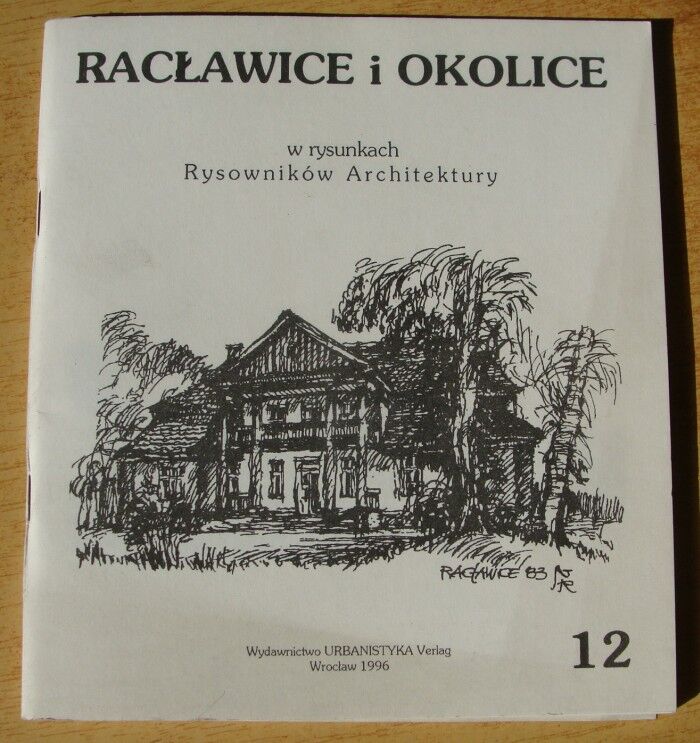 RACŁAWICE i OKOLICE
w rysunkach
Rysowników Architektury
RACŁAWICE 83
Wydawnictwo URBANISTYKA Verlag
Wrocław 1996
12